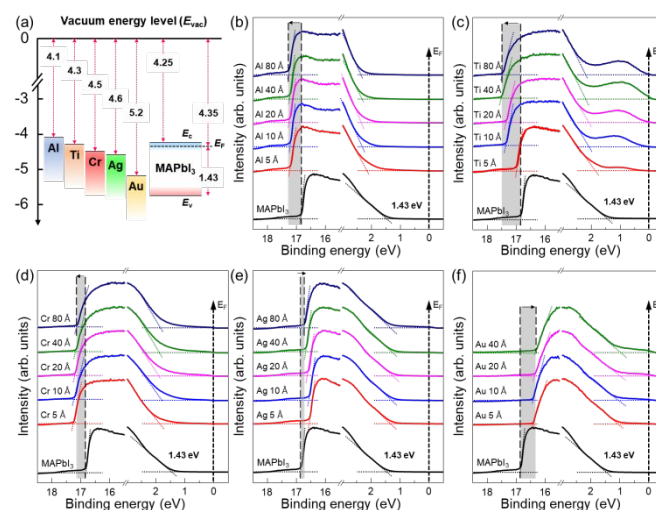 (a) Vacuum energy level (Evac)
0
4.1
4.3
4.5
4.6
5.2
4.25
4.35
-4
-5
-6
Al
Ti
Cr
Ag
Au
Ec
EF
MAPbI3
1.43
Ev
(b)
Intensity (arb. units)
EF
Al 80 Å
Al 40 Å
Al 20 Å
Al 10 Å
Al 5 Å
MAPbI3
1.43 eV
18 17 16 2 1 0
Binding energy (eV)
(c)
Intensity (arb. units)
EF
Ti 80 Å
Ti 40 Å
Ti 20 Å
Ti 10 Å
Ti 5 Å
MAPbI3
1.43 eV
18 17 16 2 1 0
Binding energy (eV)
(d)
Intensity (arb. units)
EF
Cr 80 Å
Cr 40 Å
Cr 20 Å
Cr 10 Å
Cr 5 Å
MAPbI3
1.43 eV
18 17 16 2 1 0
Binding energy (eV)
(e)
Intensity (arb. units)
EF
Ag 80 Å
Ag 40 Å
Ag 20 Å
Ag 10 Å
Ag 5 Å
MAPbI3
1.43 eV
18 17 16 2 1 0
Binding energy (eV)
(f)
Intensity (arb. units)
EF
Au 40 Å
Au 20 Å
Au 10 Å
Au 5 Å
MAPbI3
1.43 eV
18 17 16 2 1 0
Binding energy (eV)